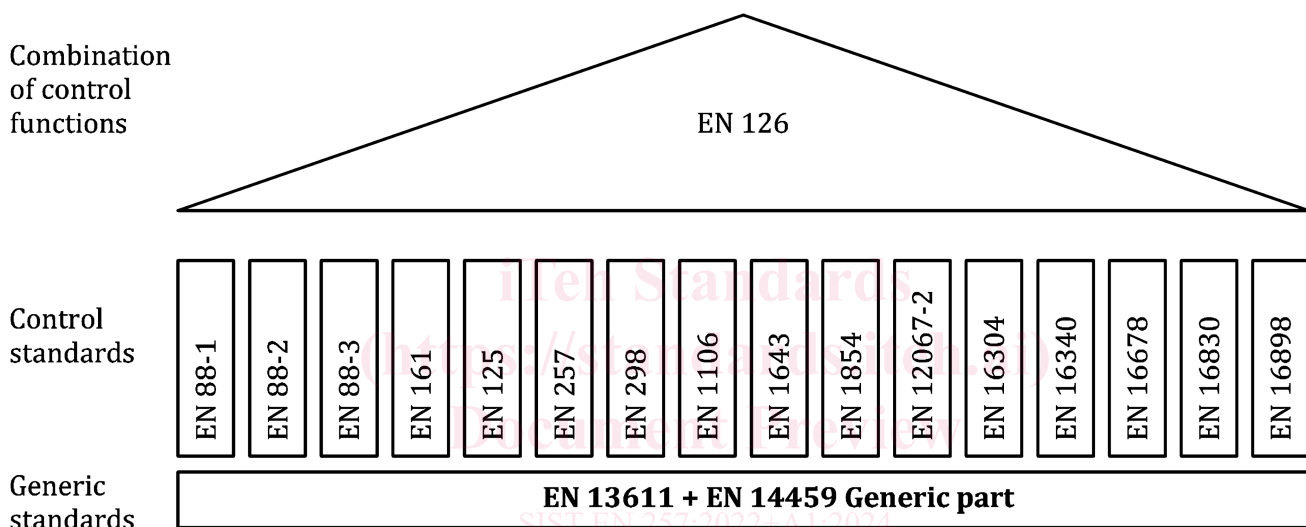 Combination
of control
functions
EN 126
Control
standards
EN 88-1
EN 88-2
EN 88-3
EN 161
EN 125
EN 257
EN 298
EN 1106
EN 1643
EN 1854
EN 12067-2
EN 16304
EN 16340
EN 16678
EN 16830
EN 16898
iTeh Standards
(https://standards.iteh.ai)
Document Preview
Generic
standards
EN 13611 + EN 14459 Generic part
SIST EN 257:2022+A1:2024